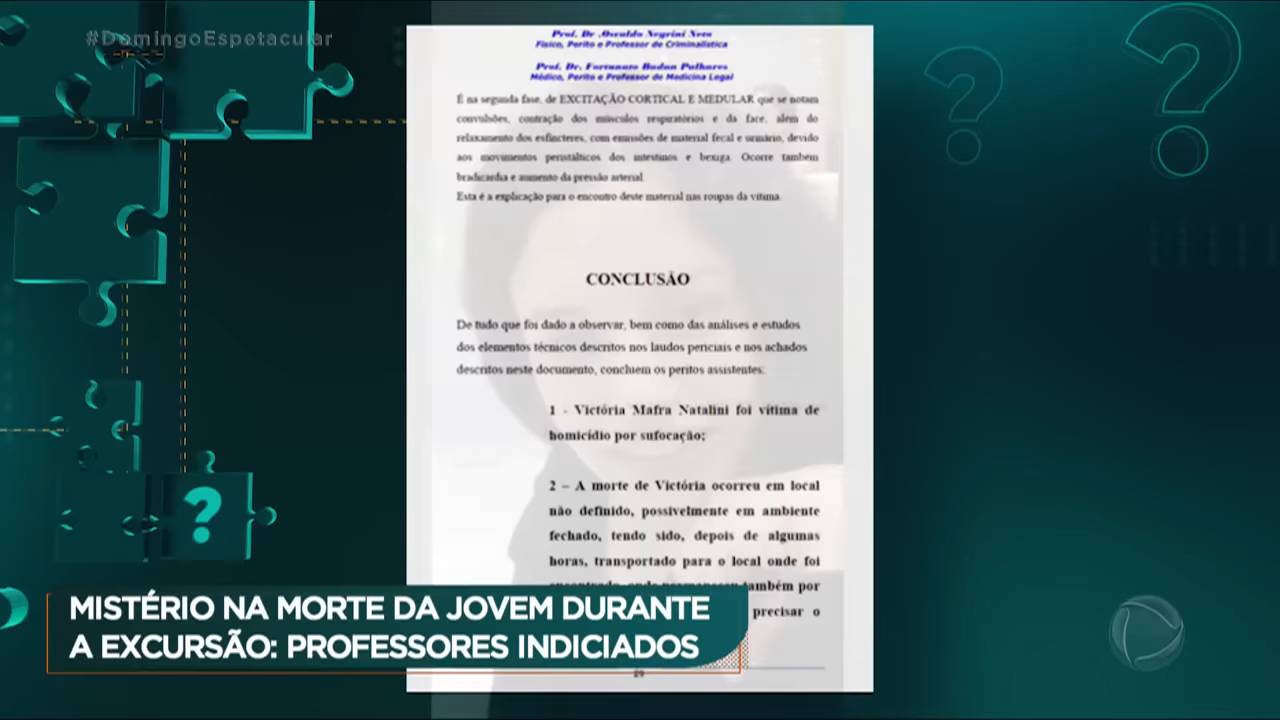 #DomingoEspetacular
Prof. Dr .Osvaldo Negrini Neto
Físico, Perito e Professor de Criminalística
Prof. Dr. Fortunato Badan Palhares
Médico, Perito e Professor de Medicina Legal
É na segunda fase, de EXCITAÇÃO CORTICAL E MEDULAR que se notam
convulsões, contração dos músculos respiratórios e da face, além do
relaxamento dos esfíncteres, com emissões de material fecal e urinário, devido
aos movimentos peristálticos dos intestinos e bexiga. Ocorre também
bradicardia e aumento da pressão arterial.
Esta é a explicação para o encontro deste material nas roupas da vítima.
CONCLUSÃO
De tudo que foi dado a observar, bem como das análises e estudos
dos elementos técnicos descritos nos laudos periciais e nos achados
descritos neste documento, concluem os peritos assistentes:
1 - Victória Mafra Natalini foi vítima de
homicídio por sufocação;
2 – A morte de Victória ocorreu em local
não definido, possivelmente em ambiente
fechado, tendo sido, depois de algumas
horas, transportado para o local onde foi
também por
precisar o
MISTÉRIO NA MORTE DA JOVEM DURANTE
A EXCURSÃO: PROFESSORES INDICIADOS